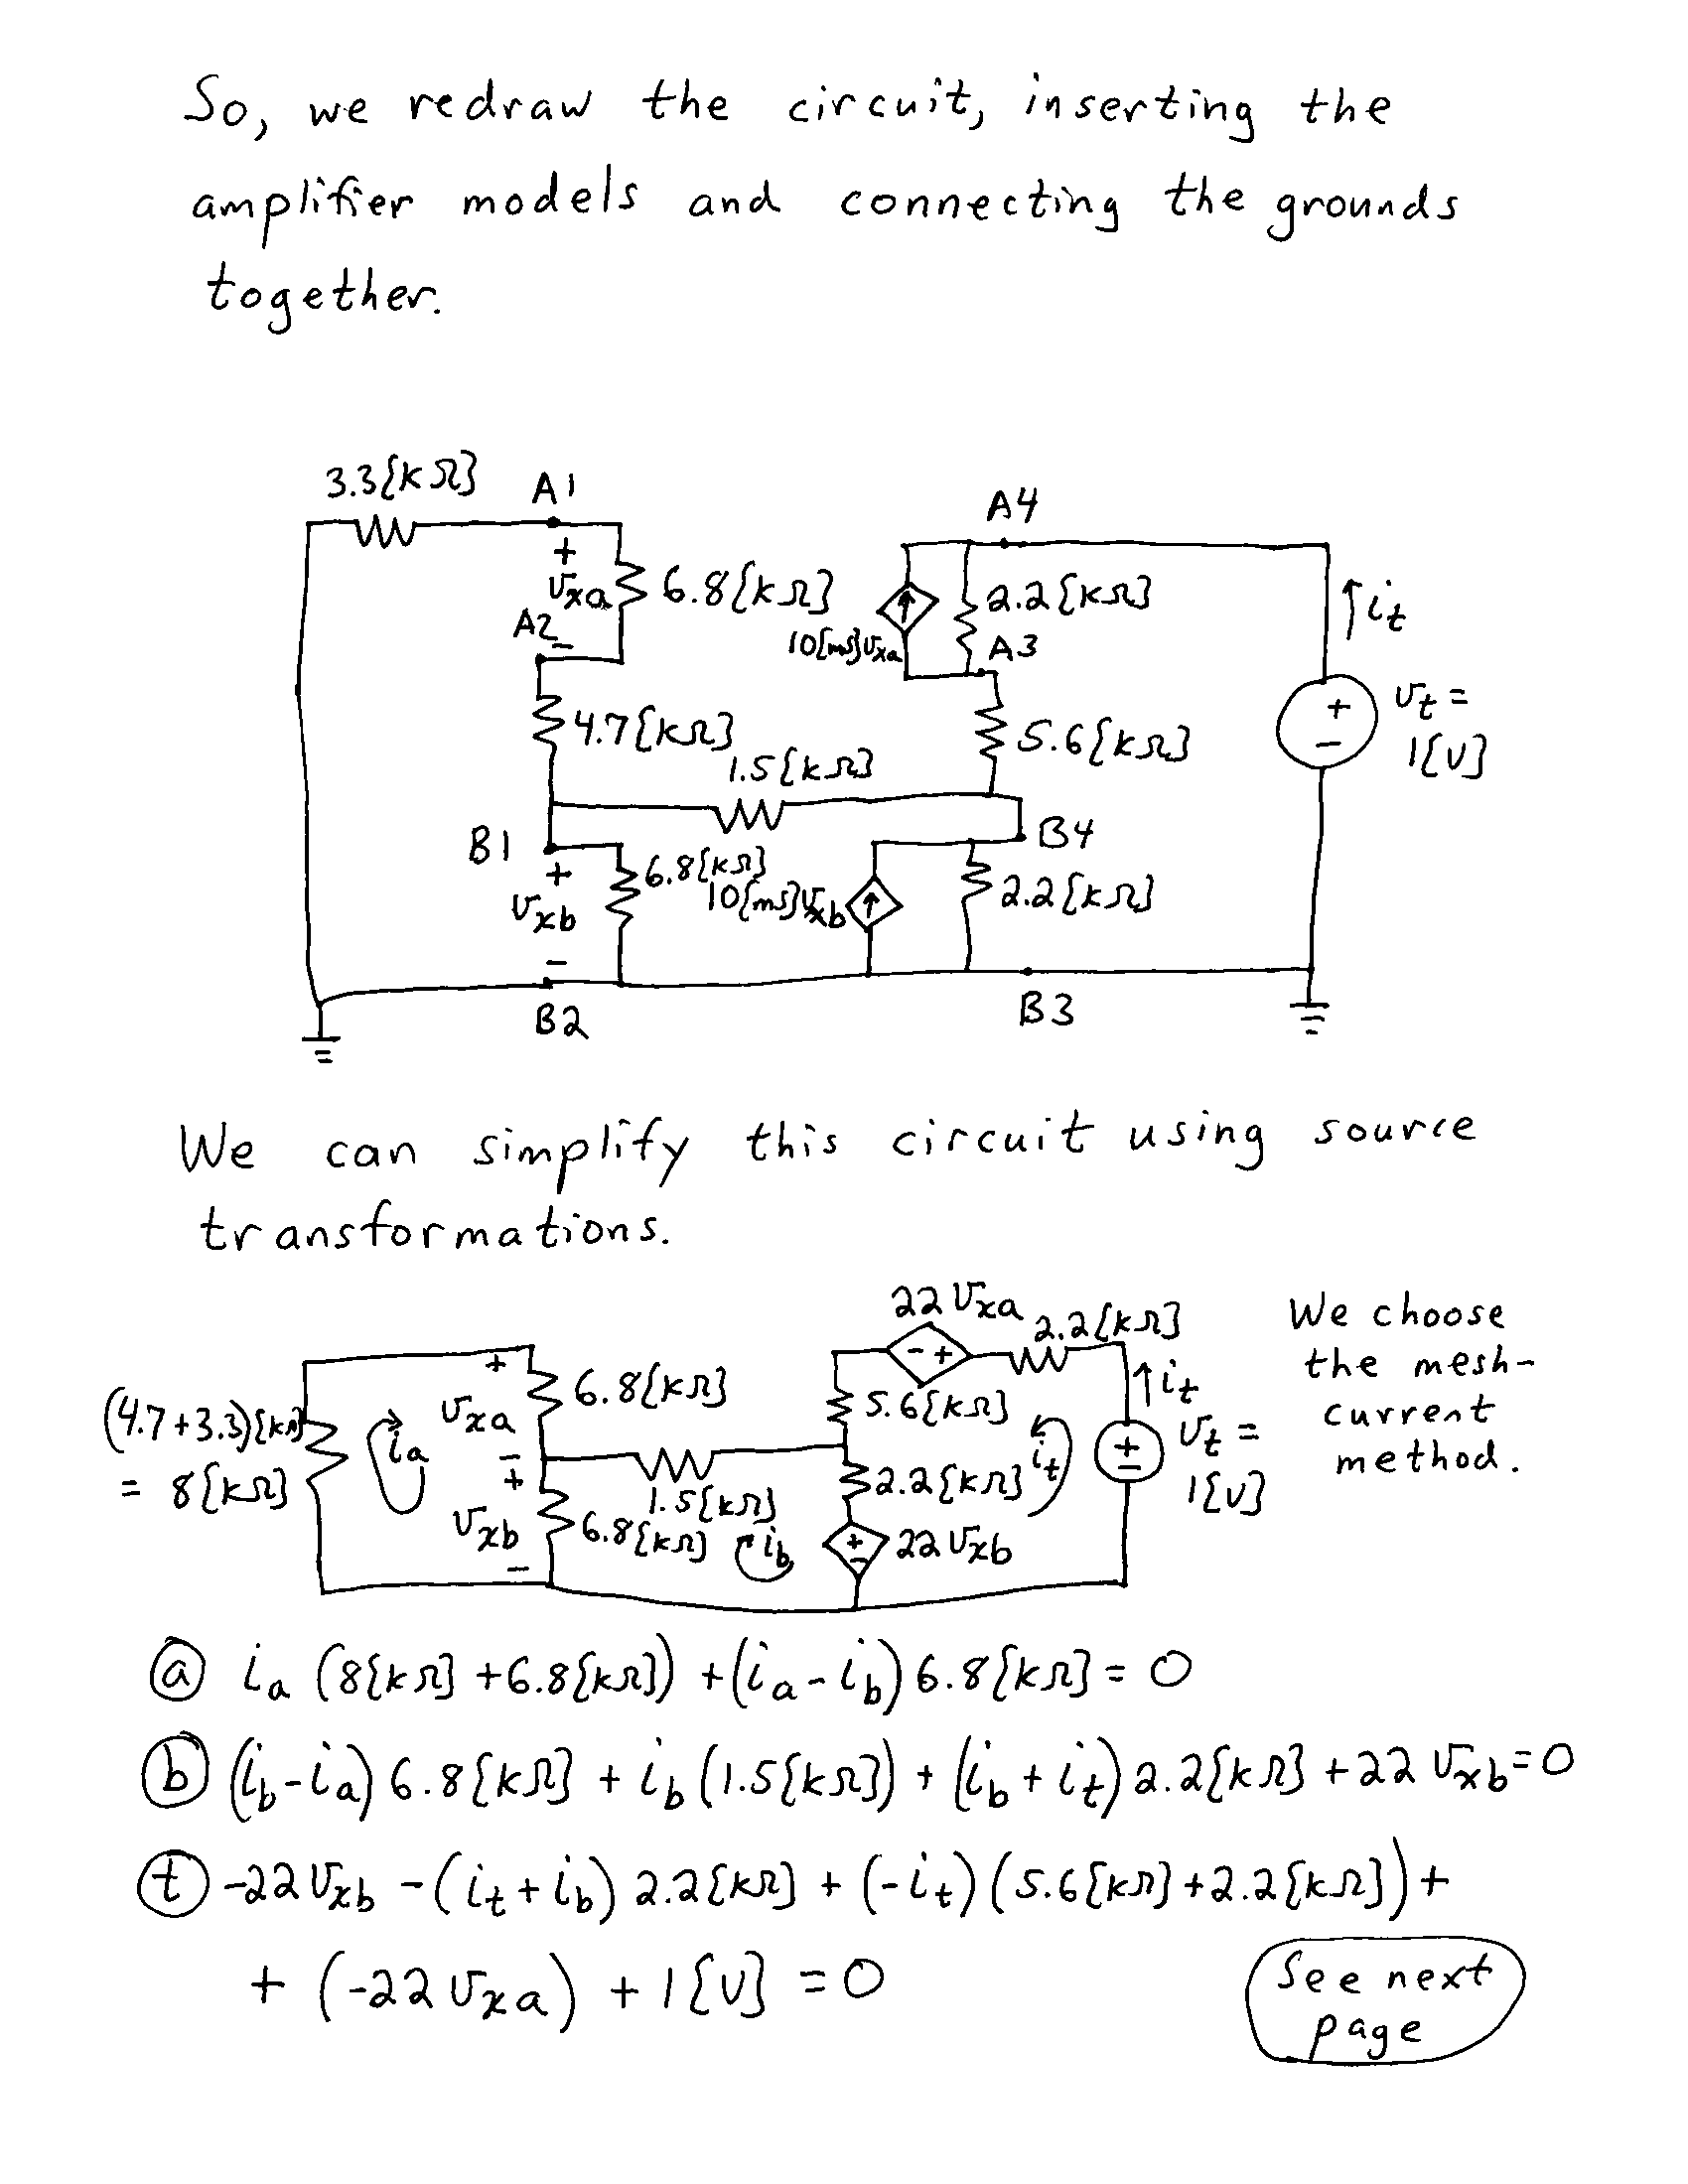 So, we redraw the circuit, inserting the
amplifier models and connecting the grounds
together.
3.3[kΩ]
A1
A4
+
vxa
6.8[kΩ]
2.2[kΩ]
it
A2
−
10[mS]vxa
A3
4.7[kΩ]
5.6[kΩ]
+
−
vt =
1[V]
1.5[kΩ]
B1
B4
+
vxb
−
6.8[kΩ]
10[mS]vxb
2.2[kΩ]
B2
B3
We can simplify this circuit using source
transformations.
22vxa
2.2[kΩ]
− +
We choose
the mesh-
current
method.
(4.7+3.3)[kΩ]
= 8[kΩ]
ia
+
vxa
−
6.8[kΩ]
5.6[kΩ]
it
it
+
−
vt =
1[V]
+
vxb
−
1.5[kΩ]
6.8[kΩ]
ib
2.2[kΩ]
+
−
22vxb
ⓐ ia (8[kΩ] + 6.8[kΩ]) + (ia - ib) 6.8[kΩ] = 0
ⓑ (ib - ia) 6.8[kΩ] + ib (1.5[kΩ]) + (ib + it) 2.2[kΩ] + 22 vxb = 0
ⓣ -22 vxb - (it + ib) 2.2[kΩ] + (-it) (5.6[kΩ] + 2.2[kΩ]) +
+ (-22 vxa) + 1[V] = 0
See next
page